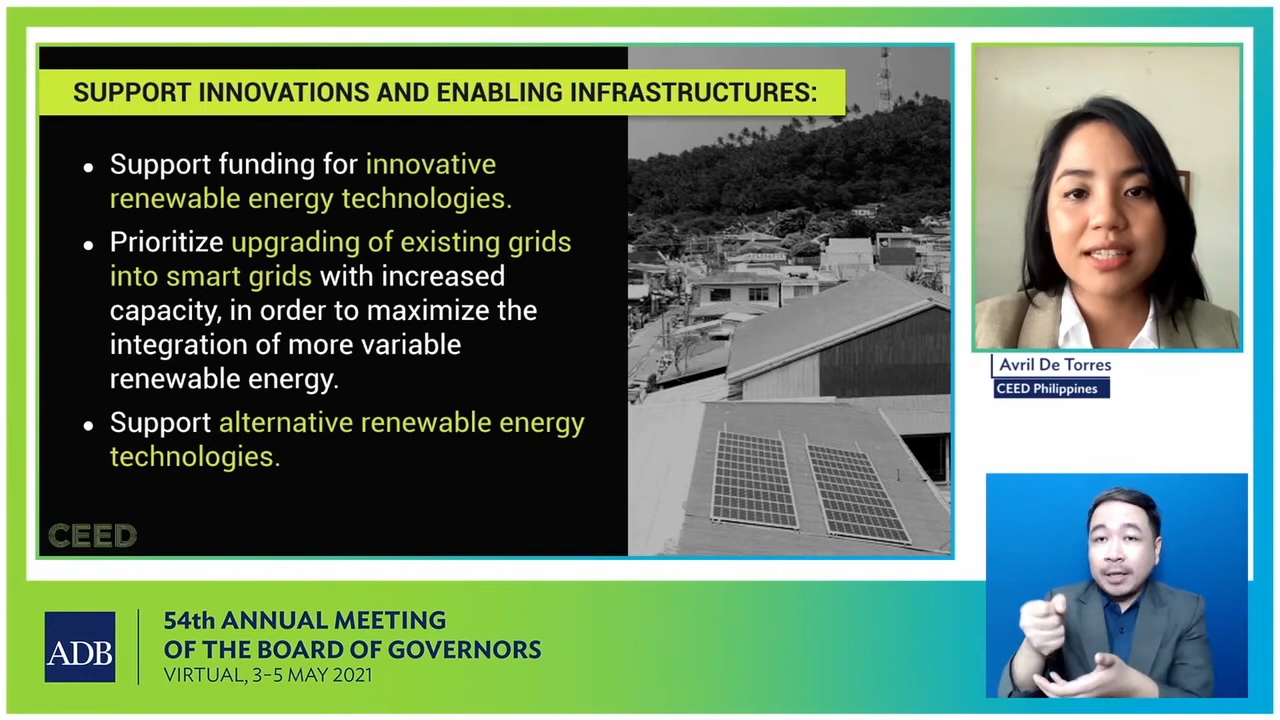 SUPPORT INNOVATIONS AND ENABLING INFRASTRUCTURES:
• Support funding for innovative
renewable energy technologies.
• Prioritize upgrading of existing grids
into smart grids with increased
capacity, in order to maximize the
integration of more variable
renewable energy.
• Support alternative renewable energy
technologies.
CEED
Avril De Torres
CEED Philippines
ADB
54th ANNUAL MEETING
OF THE BOARD OF GOVERNORS
VIRTUAL, 3–5 MAY 2021